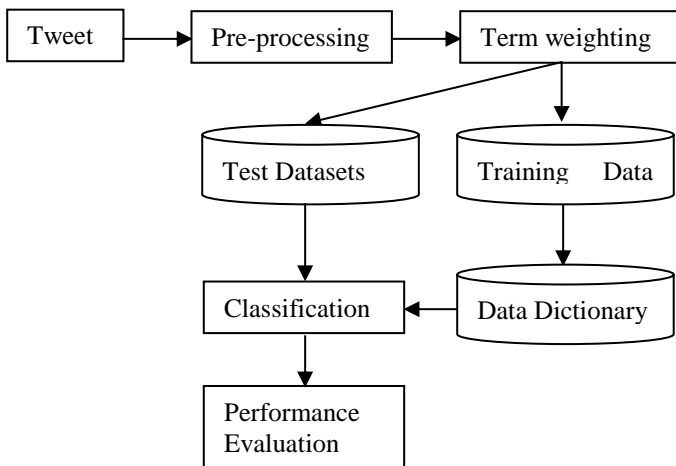 Tweet
Pre-processing
Term weighting
Test Datasets
Training Data
Classification
Data Dictionary
Performance
Evaluation